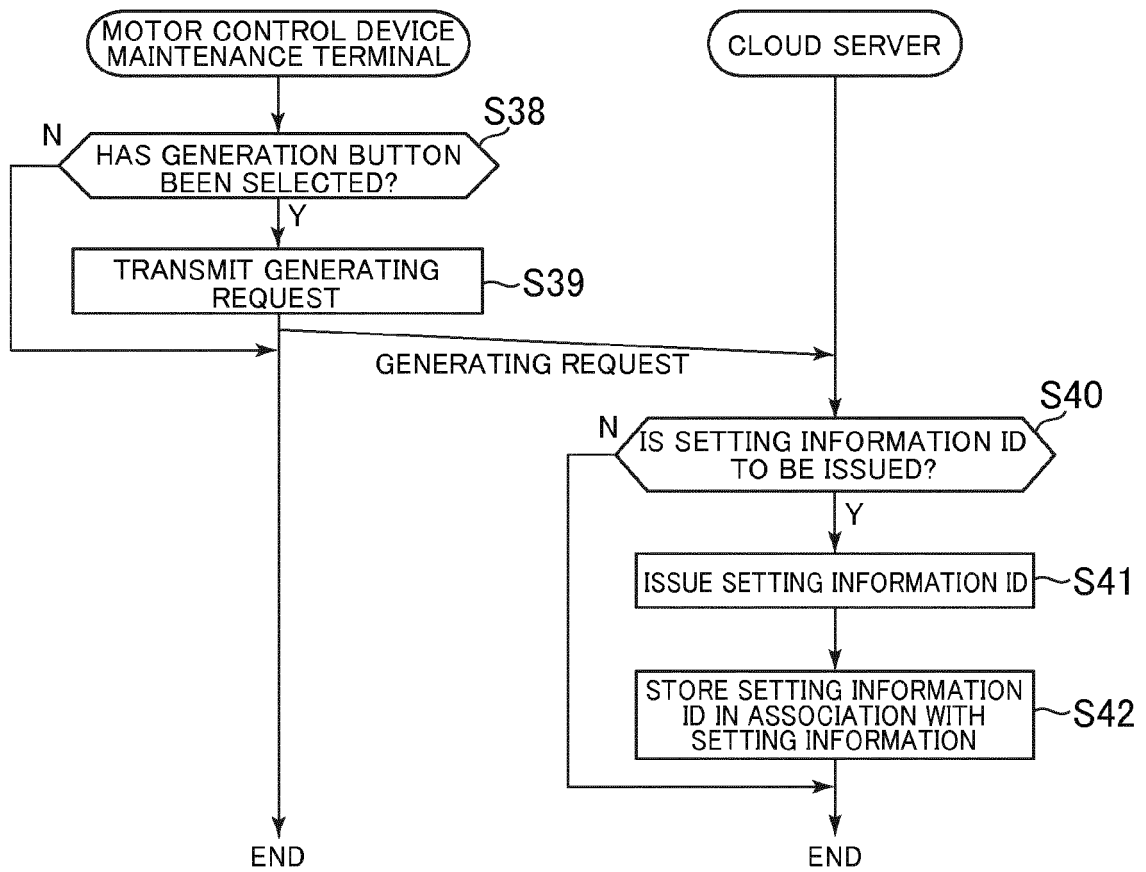 MOTOR CONTROL DEVICE
MAINTENANCE TERMINAL
CLOUD SERVER
S38
N
HAS GENERATION BUTTON
BEEN SELECTED?
Y
TRANSMIT GENERATING
REQUEST
S39
GENERATING REQUEST
S40
N
IS SETTING INFORMATION ID
TO BE ISSUED?
Y
ISSUE SETTING INFORMATION ID
S41
STORE SETTING INFORMATION
ID IN ASSOCIATION WITH
SETTING INFORMATION
S42
END
END